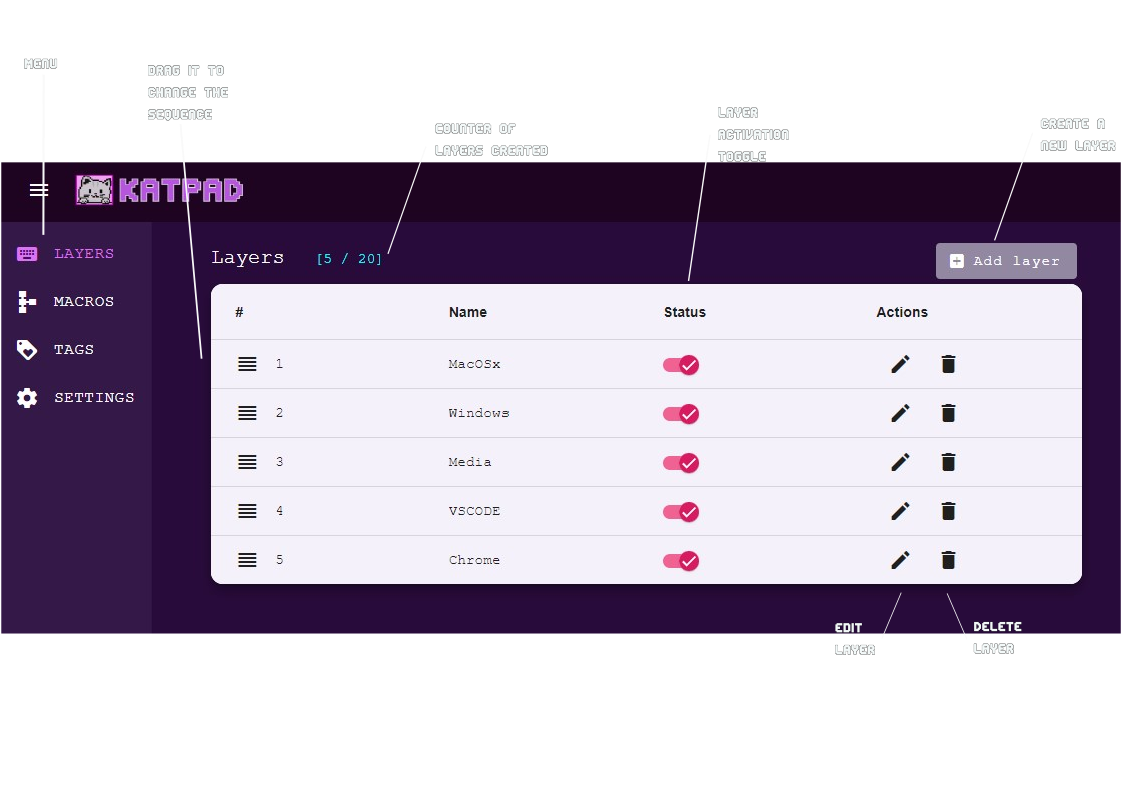 MENU
DRAG IT TO
CHANGE THE
SEQUENCE
COUNTER OF
LAYERS CREATED
LAYER
ACTIVATION
TOGGLE
CREATE A
NEW LAYER
KATPAD
LAYERS
MACROS
TAGS
SETTINGS
Layers [5 / 20]
Add layer
# Name Status Actions
1 MacOSx
2 Windows
3 Media
4 VSCODE
5 Chrome
EDIT
LAYER
DELETE
LAYER